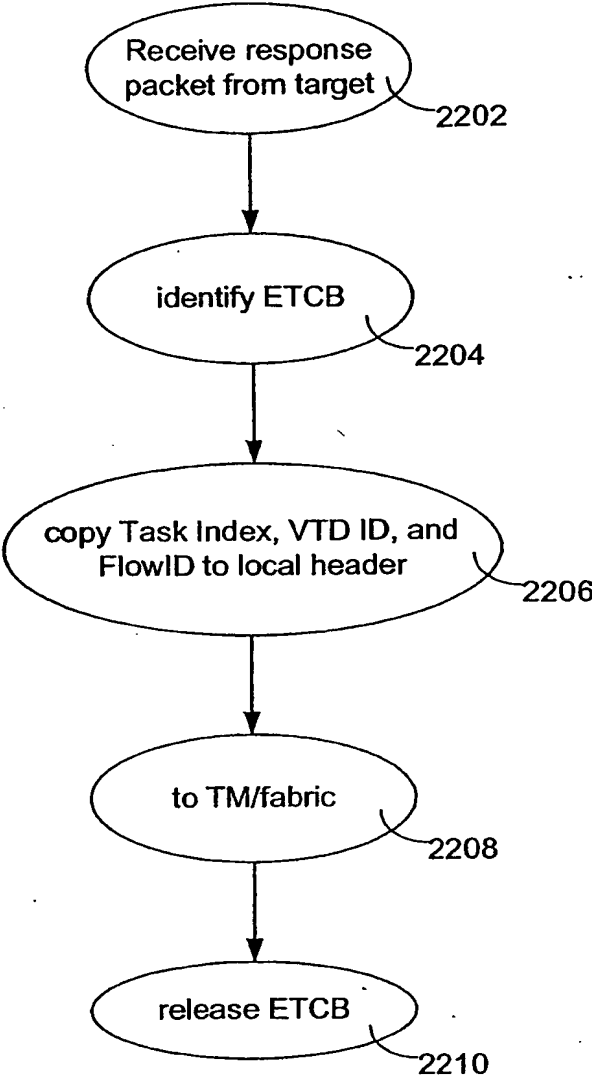 Receive response
packet from target
2202
identify ETCB
2204
copy Task Index, VTD ID, and
FlowID to local header
2206
to TM/fabric
2208
release ETCB
2210